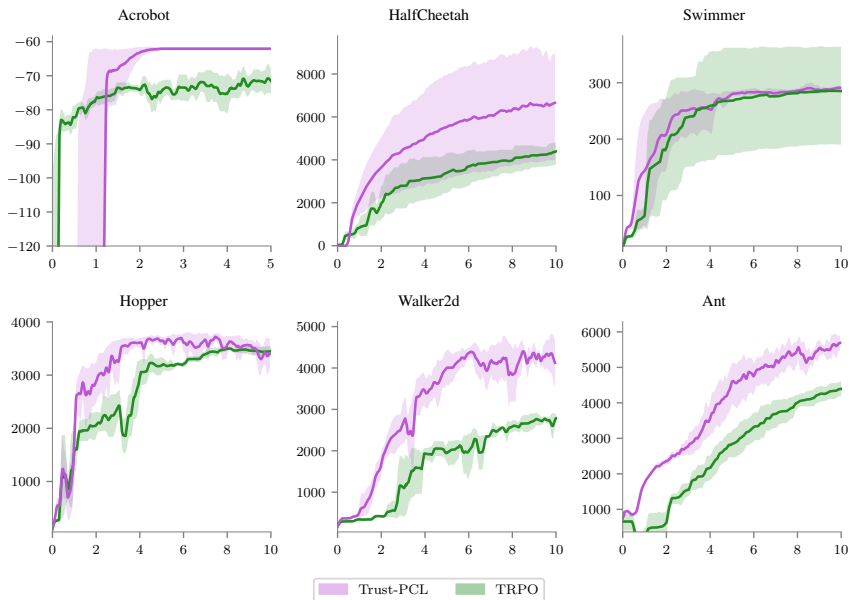 Acrobot
HalfCheetah
Swimmer
−60
−70
−80
−90
−100
−110
−120
0 1 2 3 4 5
8000
6000
4000
2000
0
0 2 4 6 8 10
300
200
100
0 2 4 6 8 10
Hopper
Walker2d
Ant
4000
3000
2000
1000
0 2 4 6 8 10
5000
4000
3000
2000
1000
0 2 4 6 8 10
6000
5000
4000
3000
2000
1000
0 2 4 6 8 10
Trust-PCL
TRPO